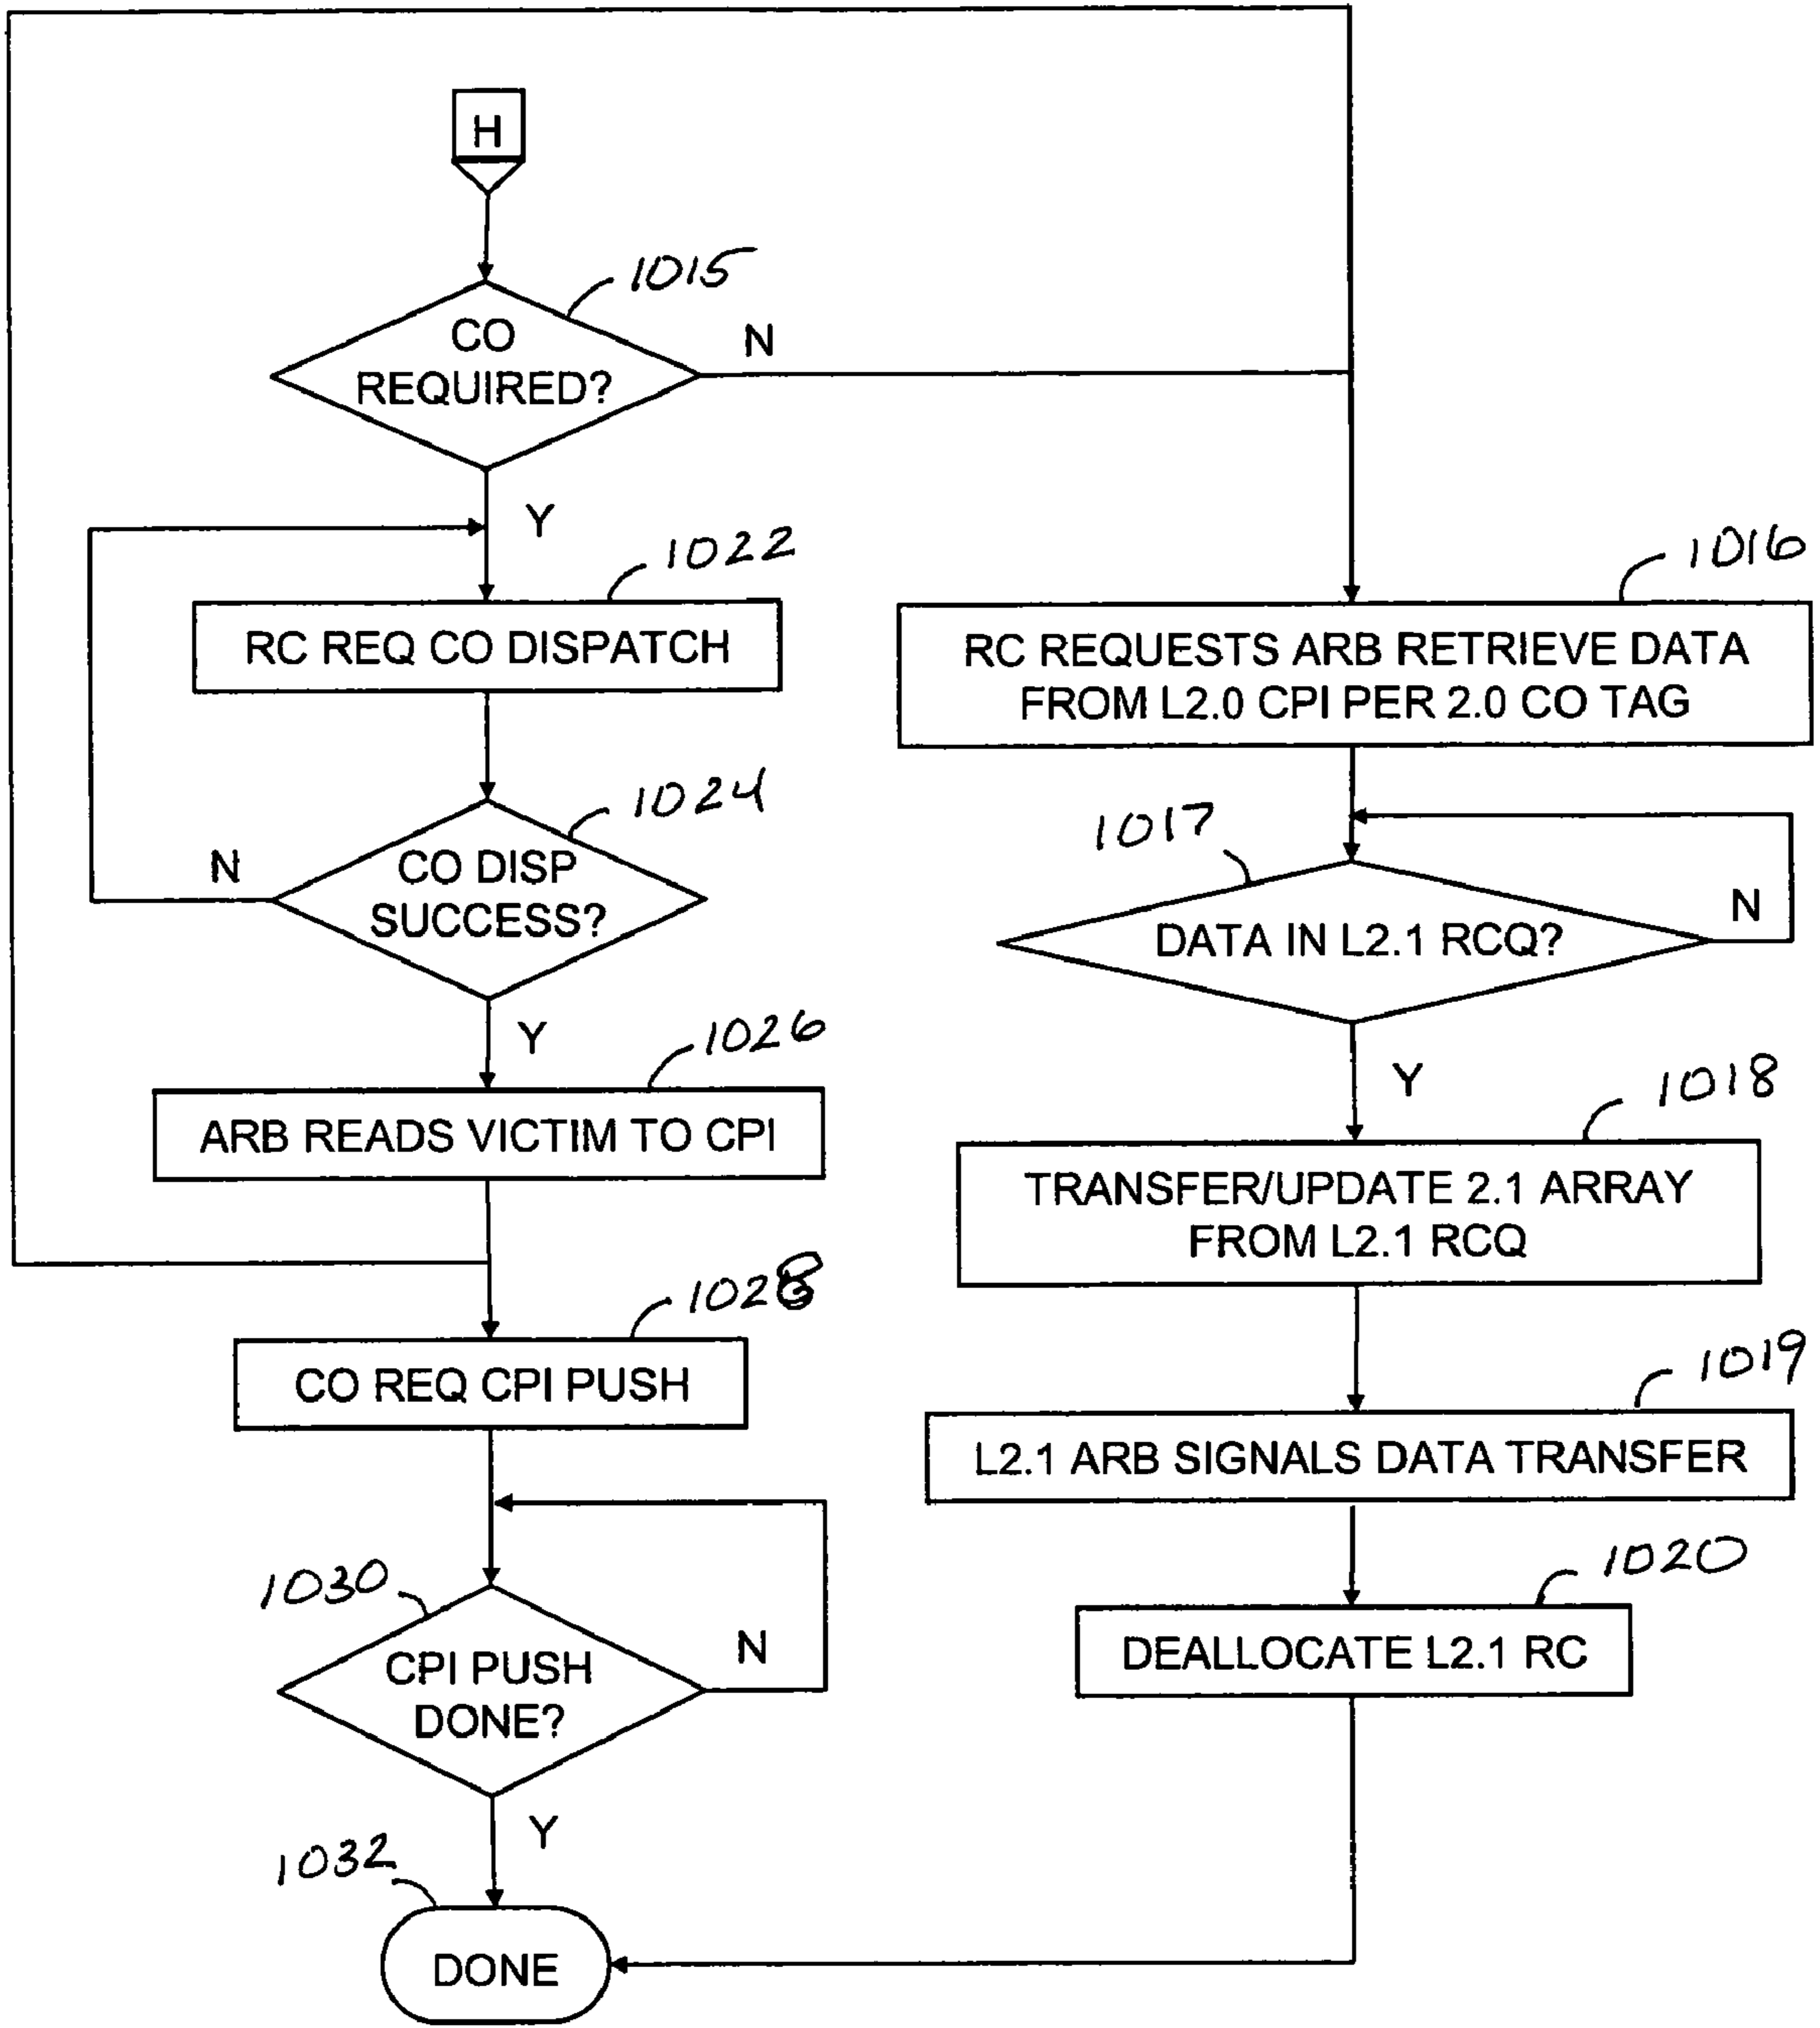 H
1015
CO
REQUIRED?
N
Y
1022
RC REQ CO DISPATCH
1016
RC REQUESTS ARB RETRIEVE DATA
FROM L2.0 CPI PER 2.0 CO TAG
1024
CO DISP
SUCCESS?
N
Y
1017
DATA IN L2.1 RCQ?
N
Y
1026
ARB READS VICTIM TO CPI
1018
TRANSFER/UPDATE 2.1 ARRAY
FROM L2.1 RCQ
1028
CO REQ CPI PUSH
1019
L2.1 ARB SIGNALS DATA TRANSFER
1030
CPI PUSH
DONE?
N
Y
1020
DEALLOCATE L2.1 RC
1032
DONE